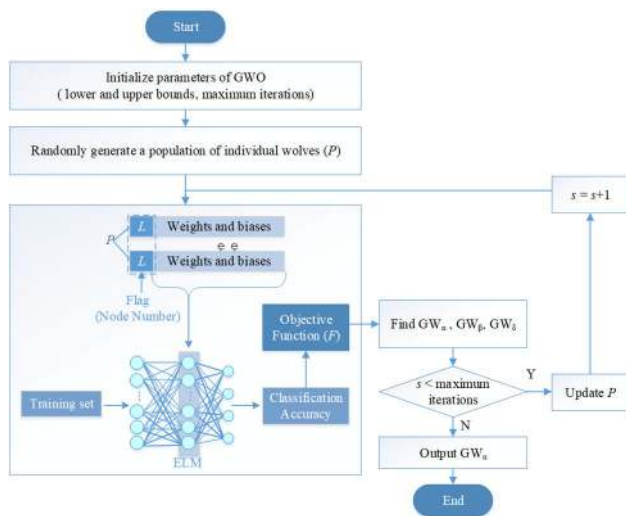 Start
Initialize parameters of GWO
( lower and upper bounds, maximum iterations)
Randomly generate a population of individual wolves (P)
s = s+1
L Weights and biases
P
L Weights and biases
Flag
(Node Number)
Objective
Function (F)
Find GWα , GWβ, GWδ
s < maximum
iterations
Y
Update P
Training set
Classification
Accuracy
N
ELM
Output GWα
End